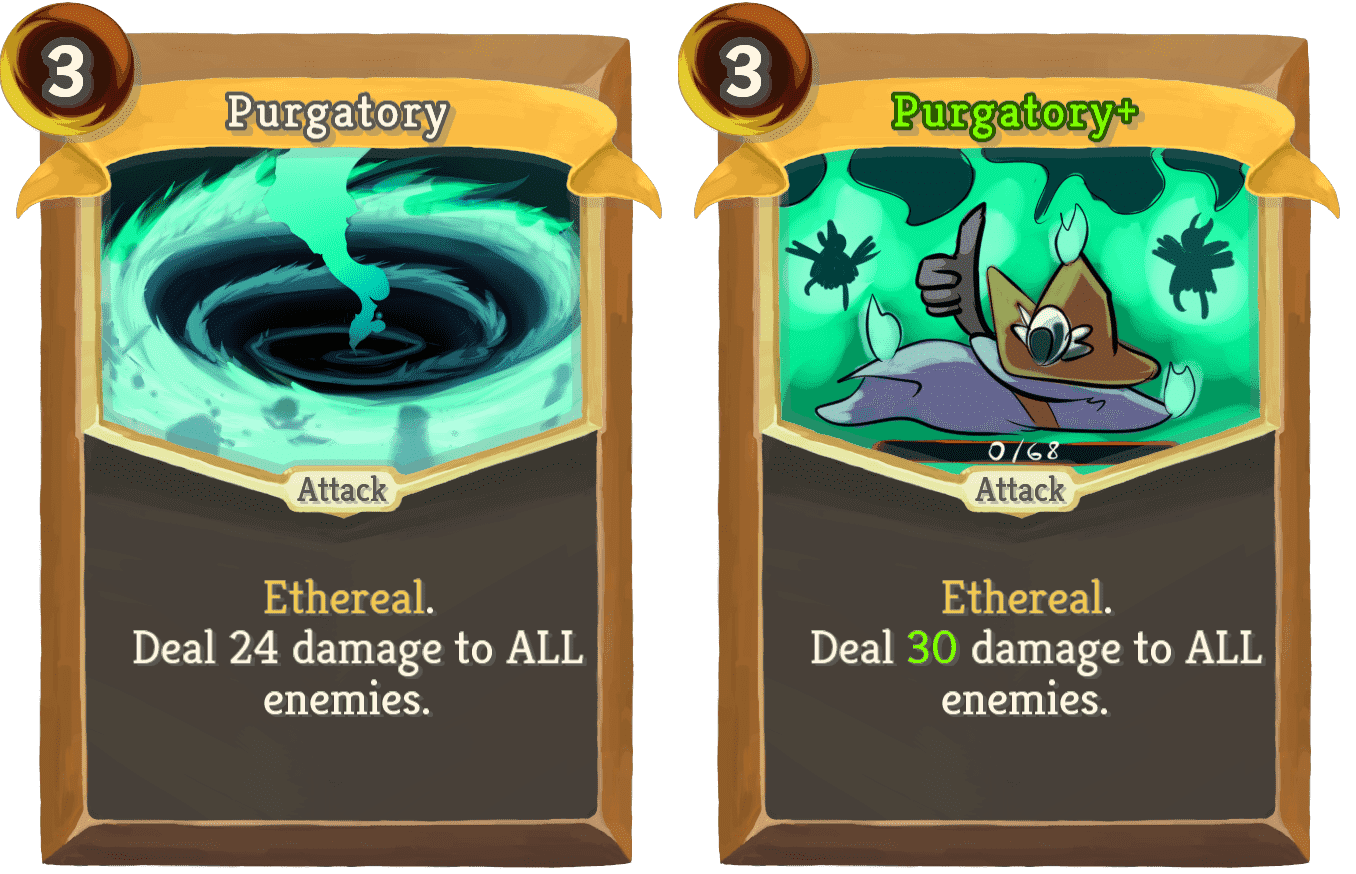 3
Purgatory
Attack
Ethereal.
Deal 24 damage to ALL
enemies.
3
Purgatory+
0/68
Attack
Ethereal.
Deal 30 damage to ALL
enemies.